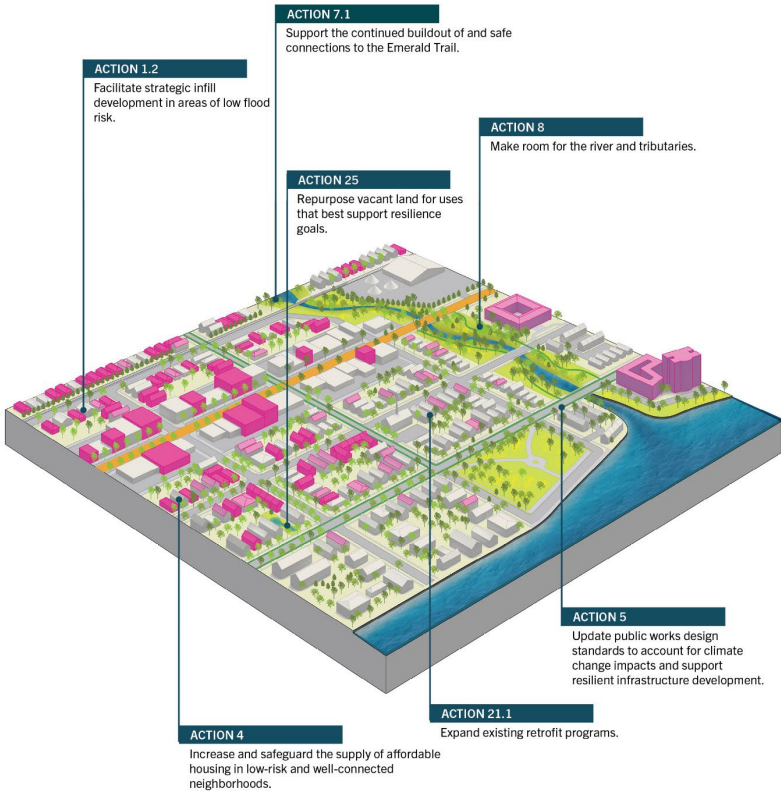 ACTION 7.1
Support the continued buildout of and safe
connections to the Emerald Trail.
ACTION 1.2
Facilitate strategic infill
development in areas of low flood
risk.
ACTION 8
Make room for the river and tributaries.
ACTION 25
Repurpose vacant land for uses
that best support resilience
goals.
ACTION 5
Update public works design
standards to account for climate
change impacts and support
resilient infrastructure development.
ACTION 21.1
Expand existing retrofit programs.
ACTION 4
Increase and safeguard the supply of affordable
housing in low-risk and well-connected
neighborhoods.